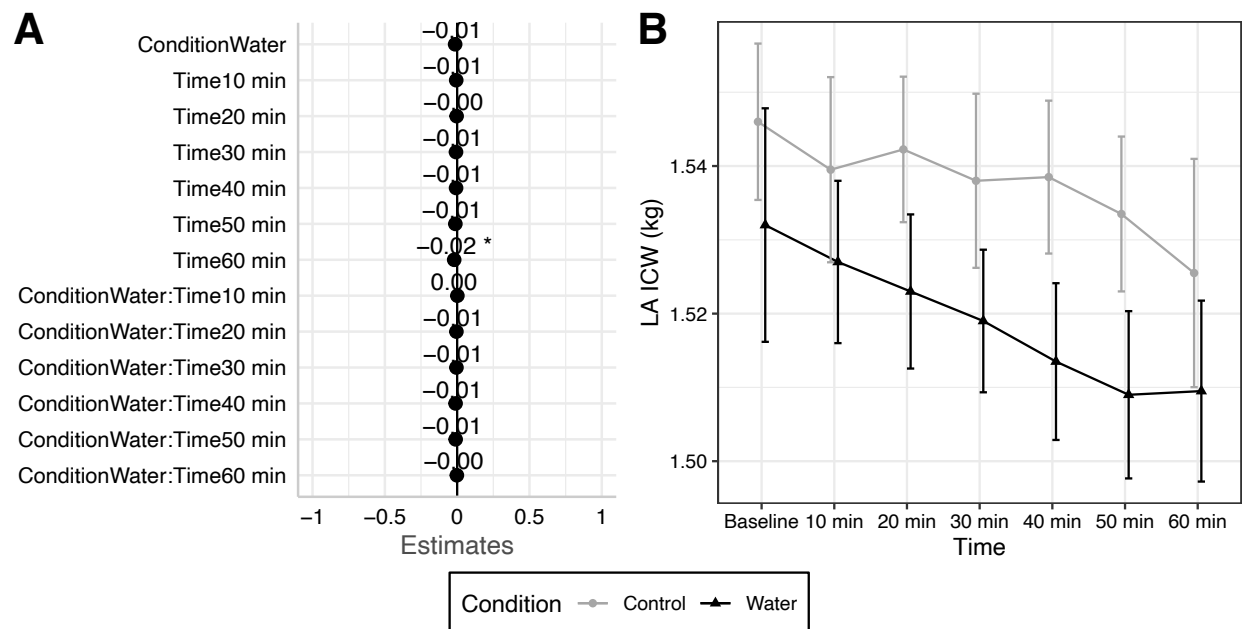 A
ConditionWater
−0.01
Time10 min
−0.01
Time20 min
−0.00
Time30 min
−0.01
Time40 min
−0.01
Time50 min
−0.01
Time60 min
−0.02 *
ConditionWater:Time10 min
0.00
ConditionWater:Time20 min
−0.01
ConditionWater:Time30 min
−0.01
ConditionWater:Time40 min
−0.01
ConditionWater:Time50 min
−0.01
ConditionWater:Time60 min
−0.00
−1 −0.5 0 0.5 1
Estimates
B
LA ICW (kg)
1.54
1.52
1.50
Baseline 10 min 20 min 30 min 40 min 50 min 60 min
Time
Condition Control Water